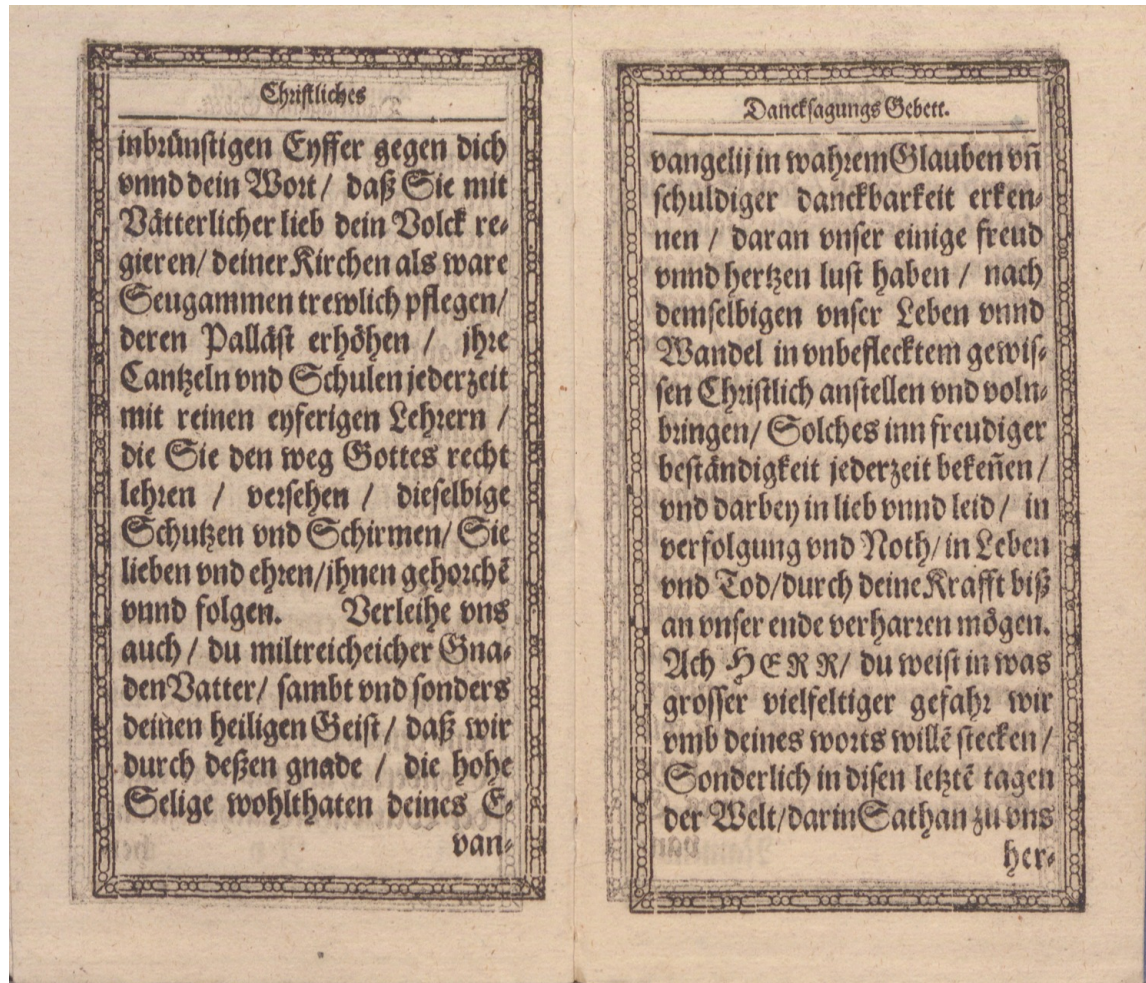 Christliches
inbrünstigen Eyffer gegen dich
vnnd dein Wort/ daß Sie mit
Vätterlicher lieb dein Volck re-
gieren/ deiner Kirchen als ware
Seugammen trewlich pflegen/
deren Palläst erhöhen / jhre
Cantzeln vnd Schulen jederzeit
mit reinen eyferigen Lehrern /
die Sie den weg Gottes recht
lehren / versehen / dieselbige
Schutzen vnd Schirmen/ Sie
lieben vnd ehren/jhnen gehorchē
vnnd folgen. Verleihe vns
auch / du miltreicheicher Gna-
den Vatter/ sambt vnd sonders
deinen heiligen Geist / daß wir
durch deßen gnade / die hohe
Selige wohlthaten deines E-
van-
Dancksagungs Gebett.
vangelij in wahrem Glauben vñ
schuldiger danckbarkeit erken-
nen / daran vnser einige freud
vnnd hertzen lust haben / nach
demselbigen vnser Leben vnnd
Wandel in vnbeflecktem gewis-
sen Christlich anstellen vnd voln-
bringen/ Solches inn freudiger
beständigkeit jederzeit bekeñen /
vnd darbey in lieb vnnd leid / in
verfolgung vnd Noth/ in Leben
vnd Tod/durch deine Krafft biß
an vnser ende verharren mögen.
Ach HERR/ du weist in was
grosser vielfeltiger gefahr wir
vmb deines worts willē stecken /
Sonderlich in disen letztē tagen
der Welt/darin Sathan zu vns
her-